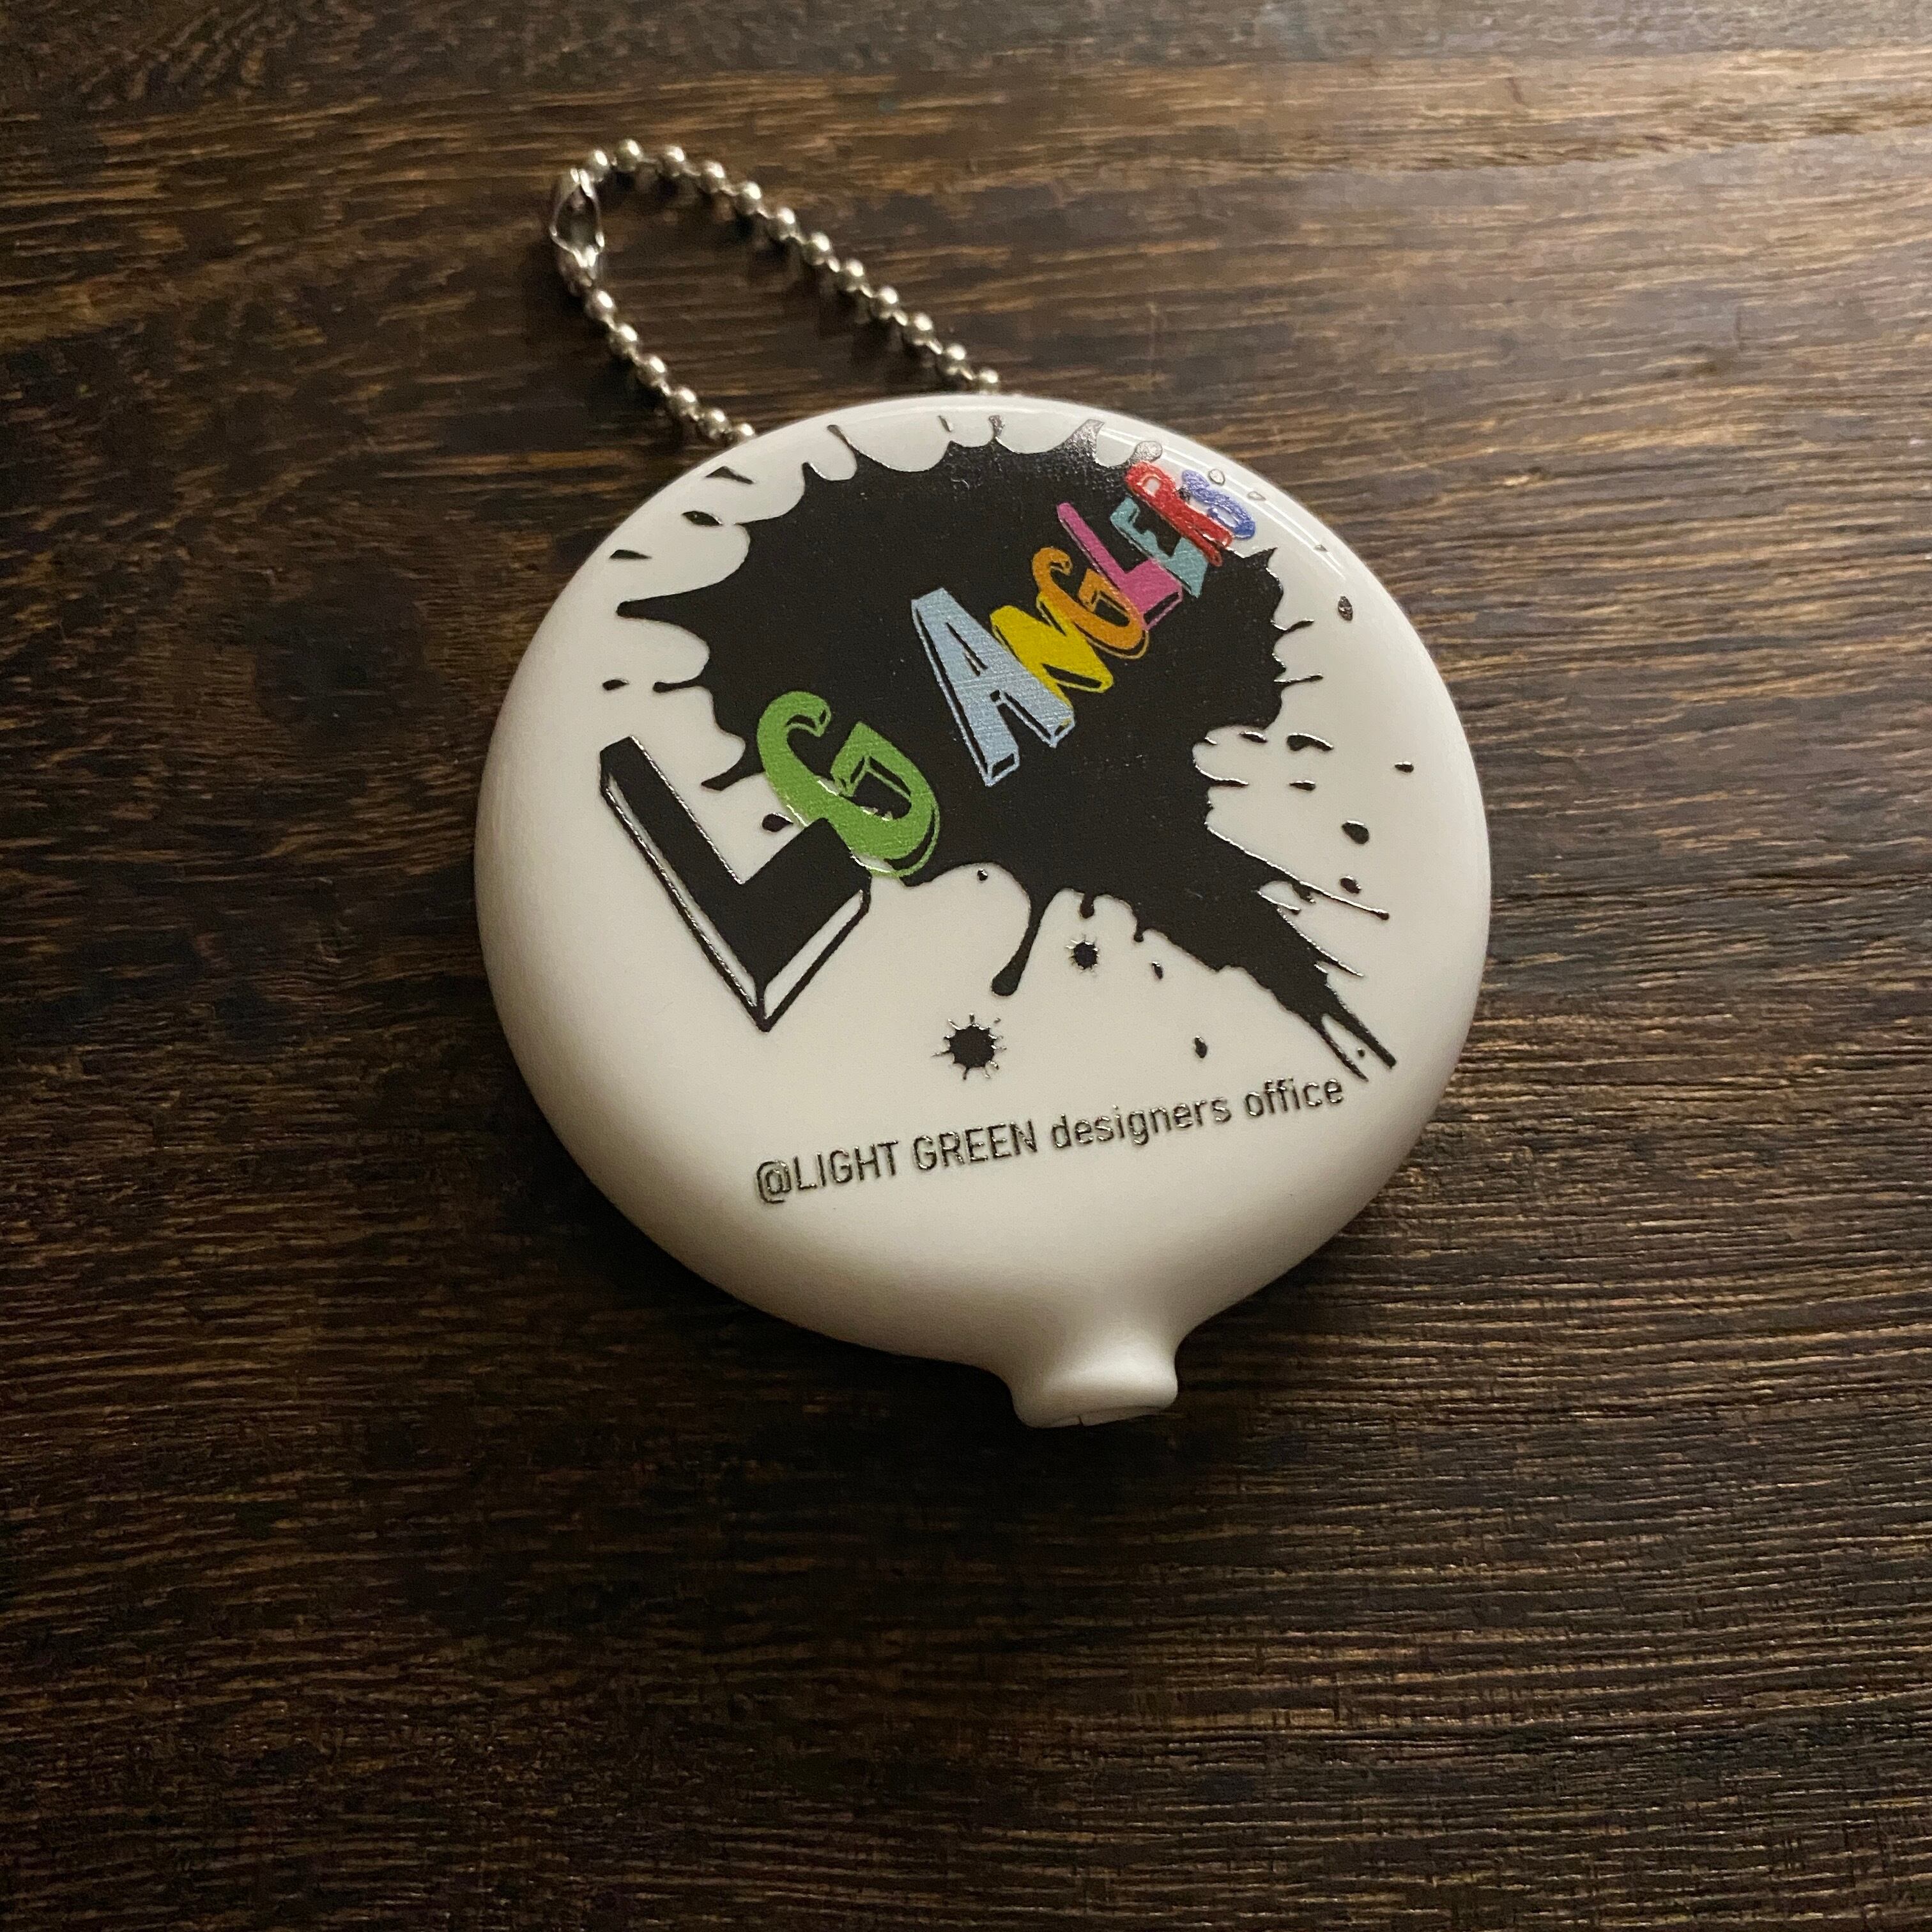 LG ANGLERS
@LIGHT GREEN designers office